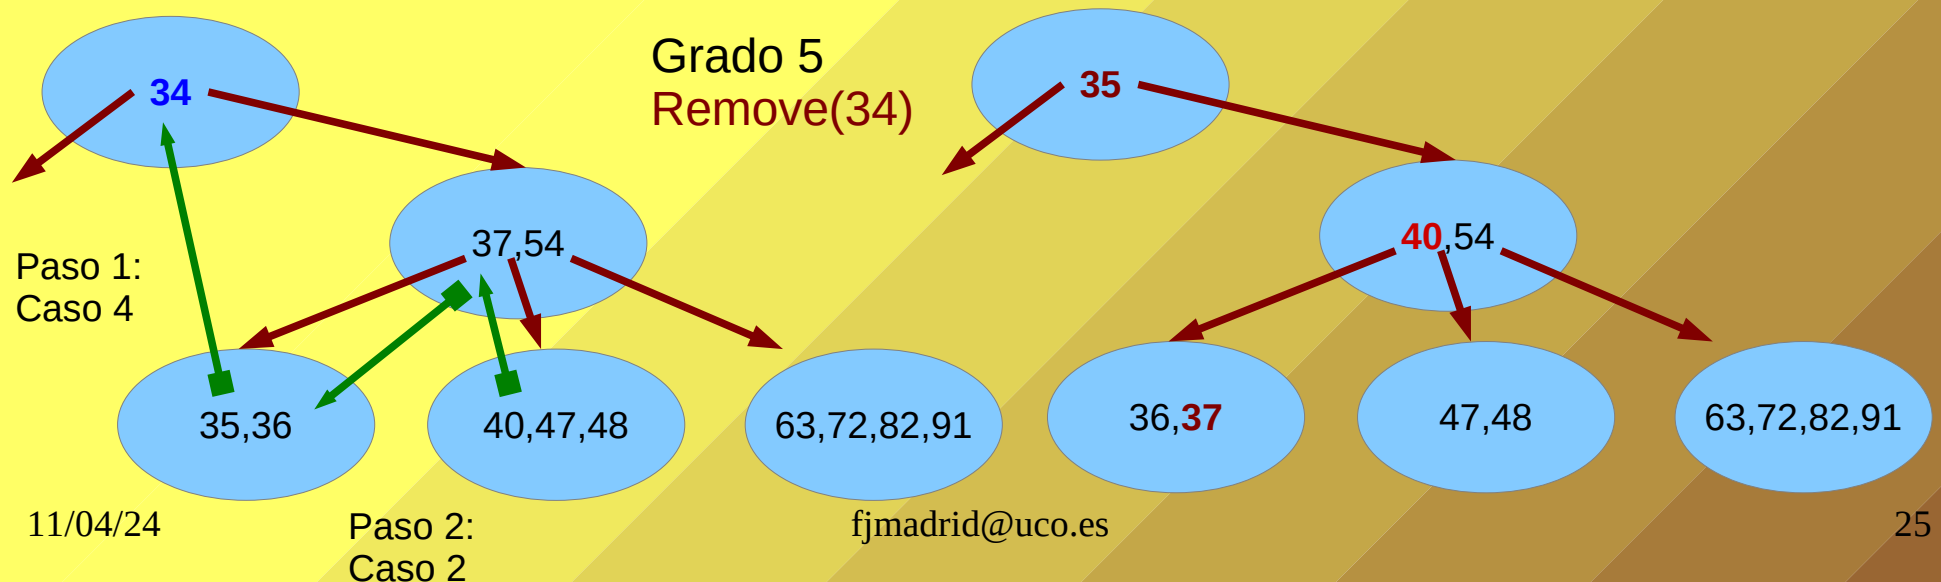 Grado 5
Remove(34)
34
37,54
Paso 1:
Caso 4
35,36
40,47,48
63,72,82,91
Paso 2:
Caso 2
35
40,54
36,37
47,48
63,72,82,91
11/04/24
fjmadrid@uco.es
25